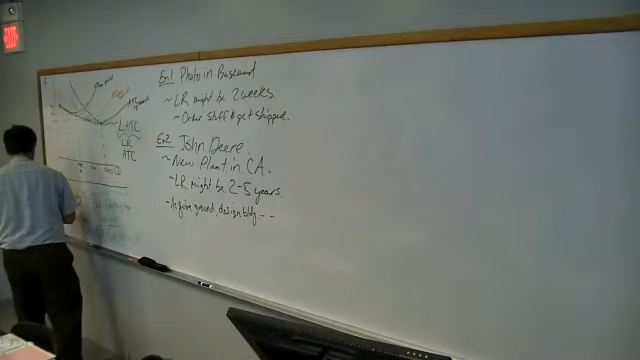 EXIT
Ex1 Photo in Basement
~ LR might be 2 weeks.
~ Order stuff & get shipped.
Ex2 John Deere.
~ New Plant in CA.
~ LR might be 2-5 years.
- Acquire ground, design bldg - - -
LRATC
LR
ATC